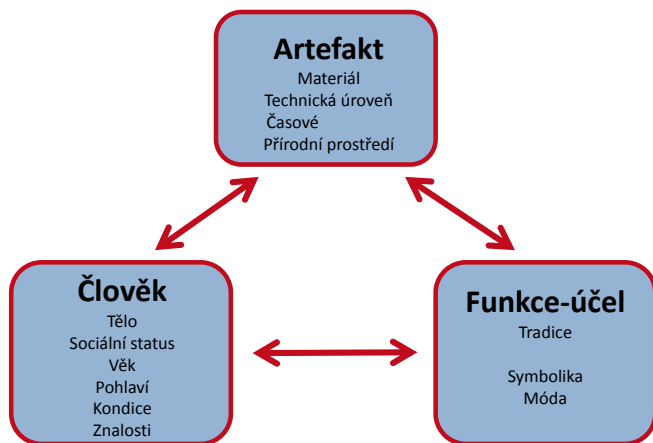 Artefakt
Materiál
Technická úroveň
Časové
Přírodní prostředí
Člověk
Tělo
Sociální status
Věk
Pohlaví
Kondice
Znalosti
Funkce-účel
Tradice
Symbolika
Móda